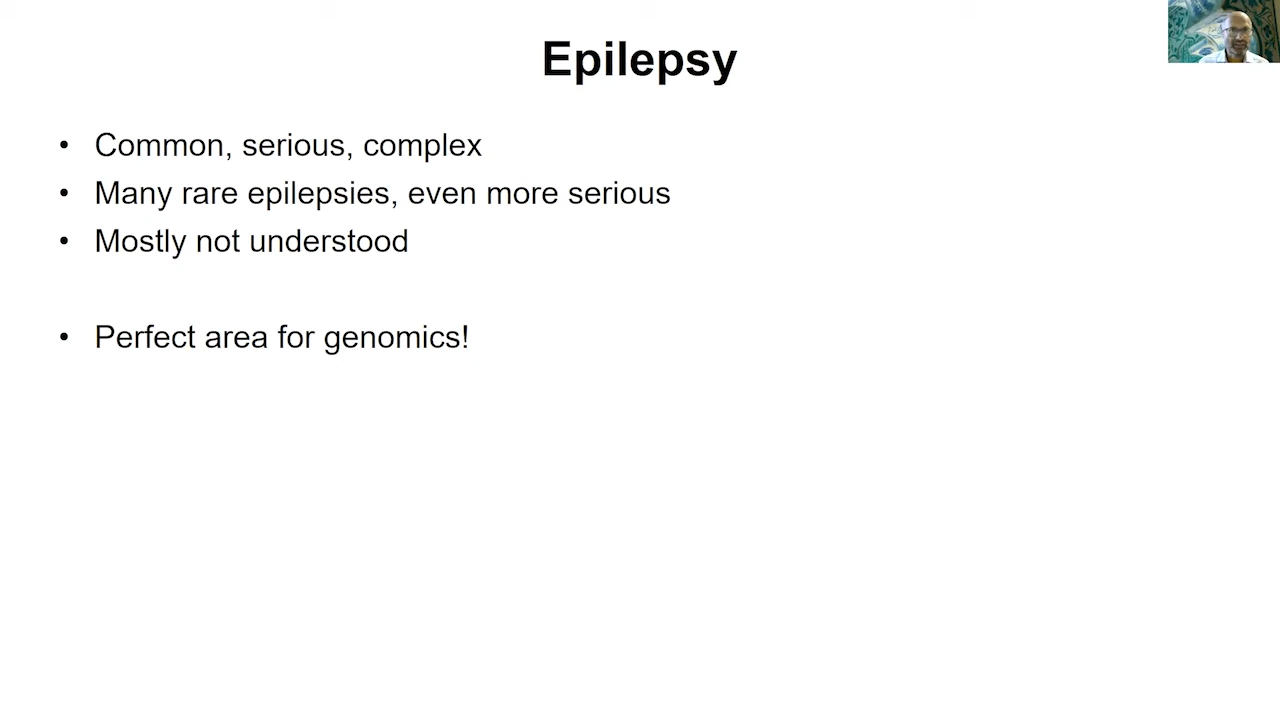 Epilepsy
• Common, serious, complex
• Many rare epilepsies, even more serious
• Mostly not understood
• Perfect area for genomics!